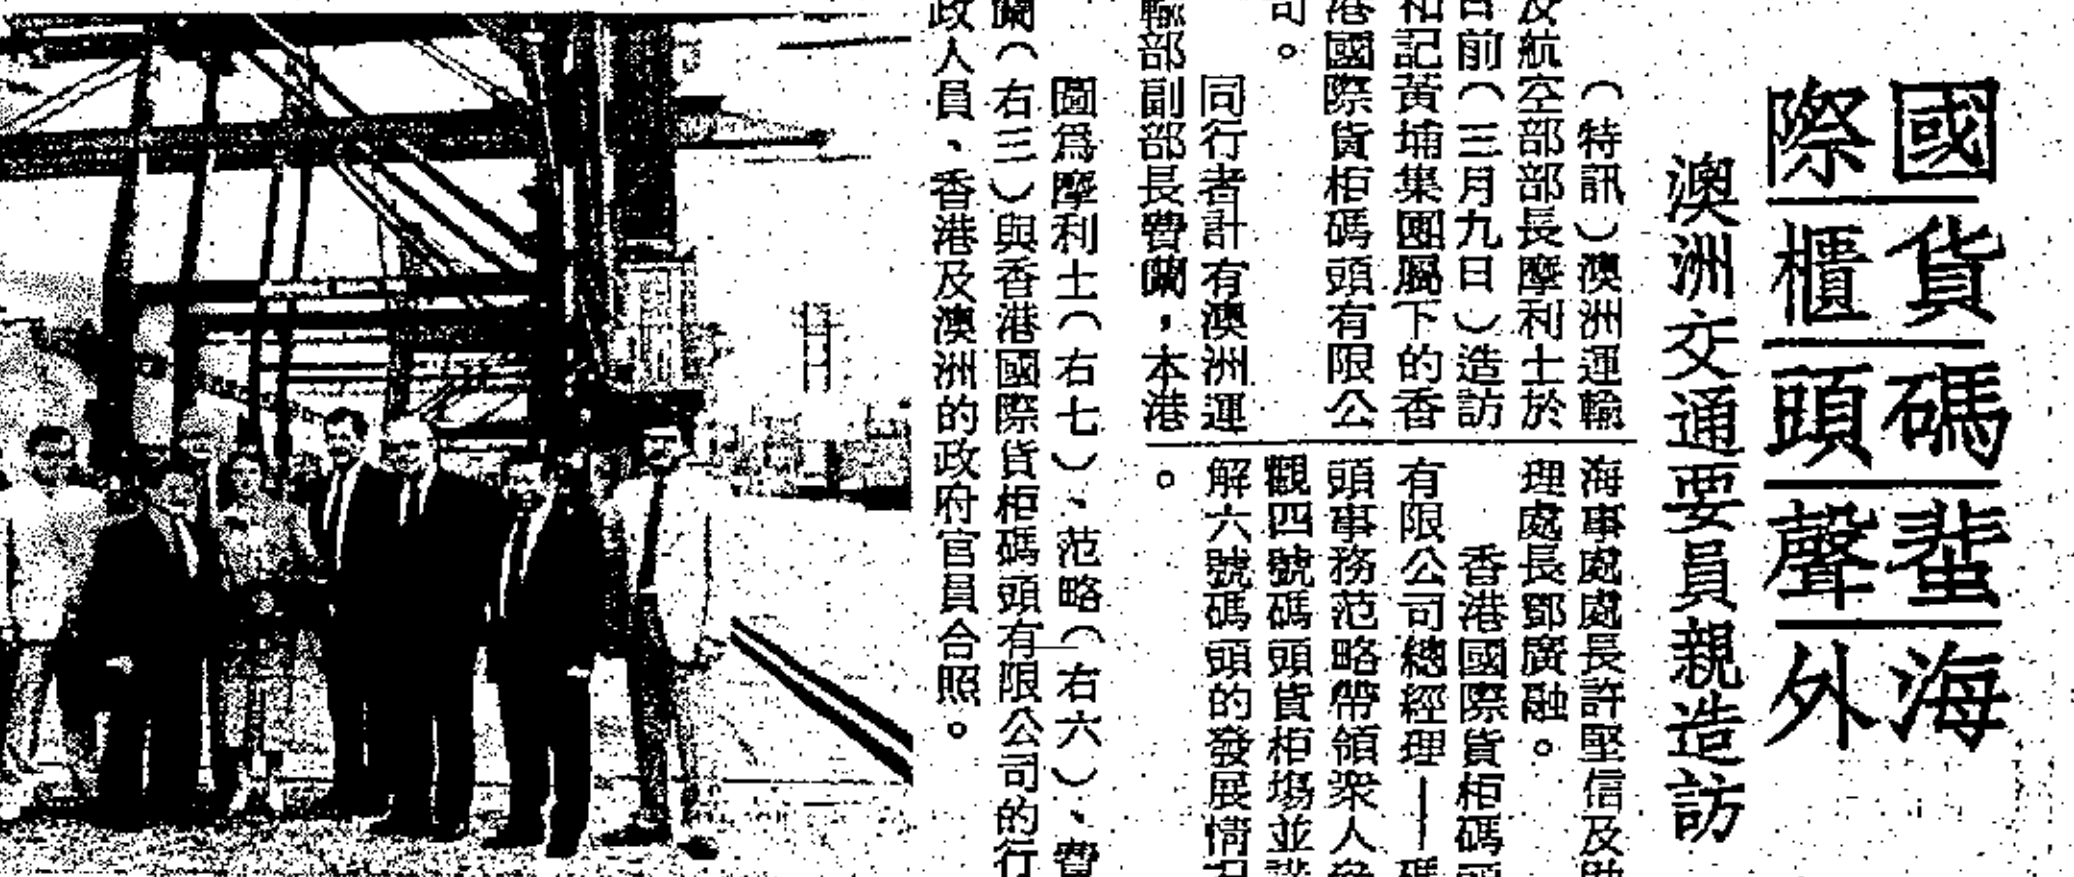 國際貨櫃碼頭蜚聲海外
澳洲交通要員親造訪
（特訊）澳洲運輸
及航空部部長摩利士於
日前（三月九日）造訪
和記黃埔集團屬下的香
港國際貨柜碼頭有限公
司。
同行者計有澳洲運
輸部副部長費蘭，本港
海事處處長許堅信及助
理處長鄧廣融。
香港國際貨柜碼頭
有限公司總經理——碼
頭事務范略帶領衆人參
觀四號碼頭貨柜塲並講
解六號碼頭的發展情況
。
圖爲摩利士（右七）、范略（右六）、費
蘭（右三）與香港國際貨柜碼頭有限公司的行
政人員、香港及澳洲的政府官員合照。